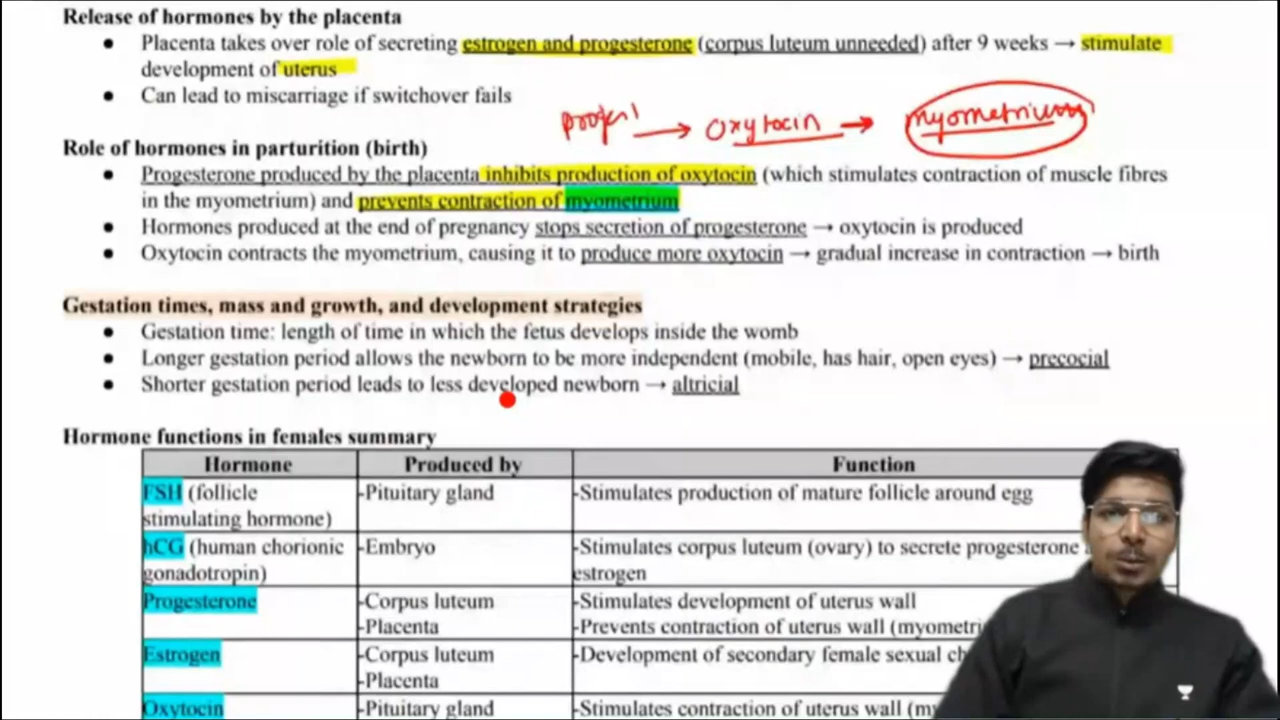 Release of hormones by the placenta
● Placenta takes over role of secreting estrogen and progesterone (corpus luteum unneeded) after 9 weeks → stimulate
development of uterus
● Can lead to miscarriage if switchover fails
→ oxytocin → myometrium
Role of hormones in parturition (birth)
● Progesterone produced by the placenta inhibits production of oxytocin (which stimulates contraction of muscle fibres
in the myometrium) and prevents contraction of myometrium
● Hormones produced at the end of pregnancy stops secretion of progesterone → oxytocin is produced
● Oxytocin contracts the myometrium, causing it to produce more oxytocin → gradual increase in contraction → birth
Gestation times, mass and growth, and development strategies
● Gestation time: length of time in which the fetus develops inside the womb
● Longer gestation period allows the newborn to be more independent (mobile, has hair, open eyes) → precocial
● Shorter gestation period leads to less developed newborn → altricial
Hormone functions in females summary
Hormone Produced by Function
FSH (follicle -Pituitary gland -Stimulates production of mature follicle around egg
stimulating hormone)
hCG (human chorionic -Embryo -Stimulates corpus luteum (ovary) to secrete progesterone
gonadotropin) estrogen
Progesterone -Corpus luteum -Stimulates development of uterus wall
-Placenta -Prevents contraction of uterus wall (myometri
Estrogen -Corpus luteum -Development of secondary female sexual ch
-Placenta
Oxytocin -Pituitary gland -Stimulates contraction of uterus wall (my